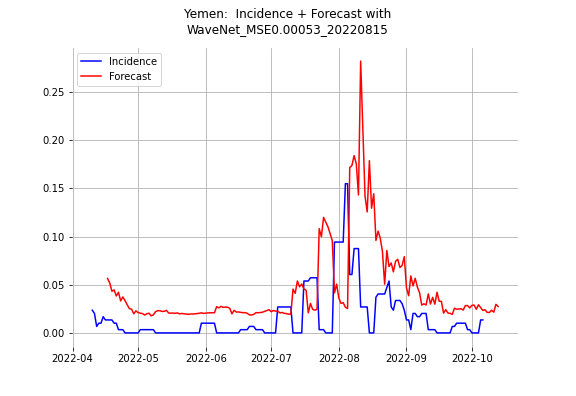 Yemen:  Incidence + Forecast with
WaveNet_MSE0.00053_20220815
Incidence
Forecast
0.25
0.20
0.15
0.10
0.05
0.00
2022-04 2022-05 2022-06 2022-07 2022-08 2022-09 2022-10